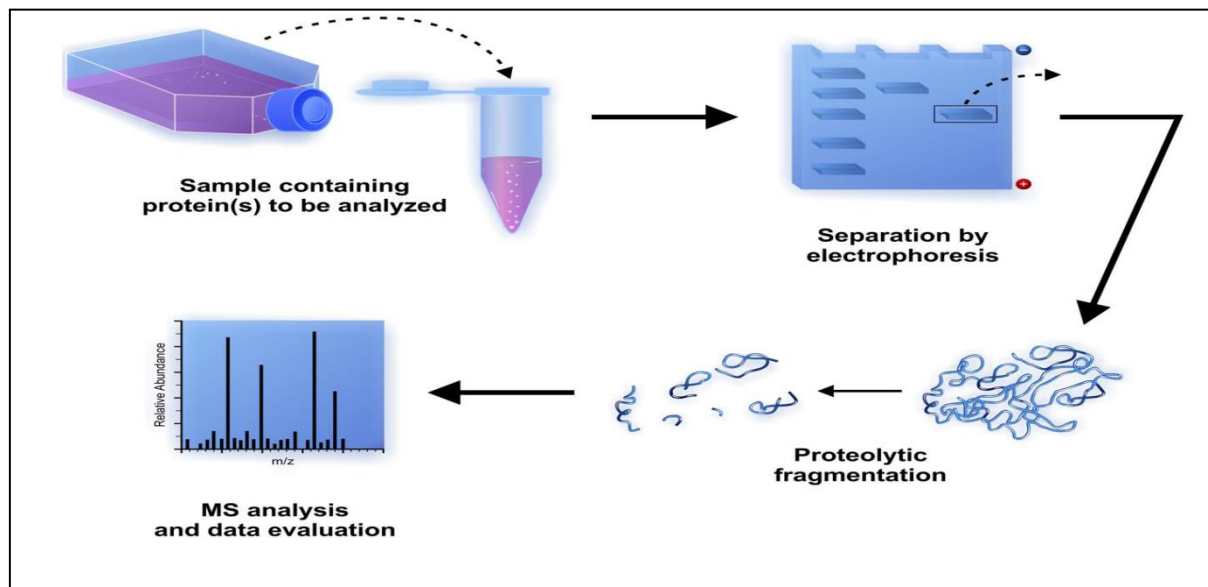 Sample containing
protein(s) to be analyzed
−
+
Separation by
electrophoresis
Proteolytic
fragmentation
Relative Abundance
m/z
MS analysis
and data evaluation